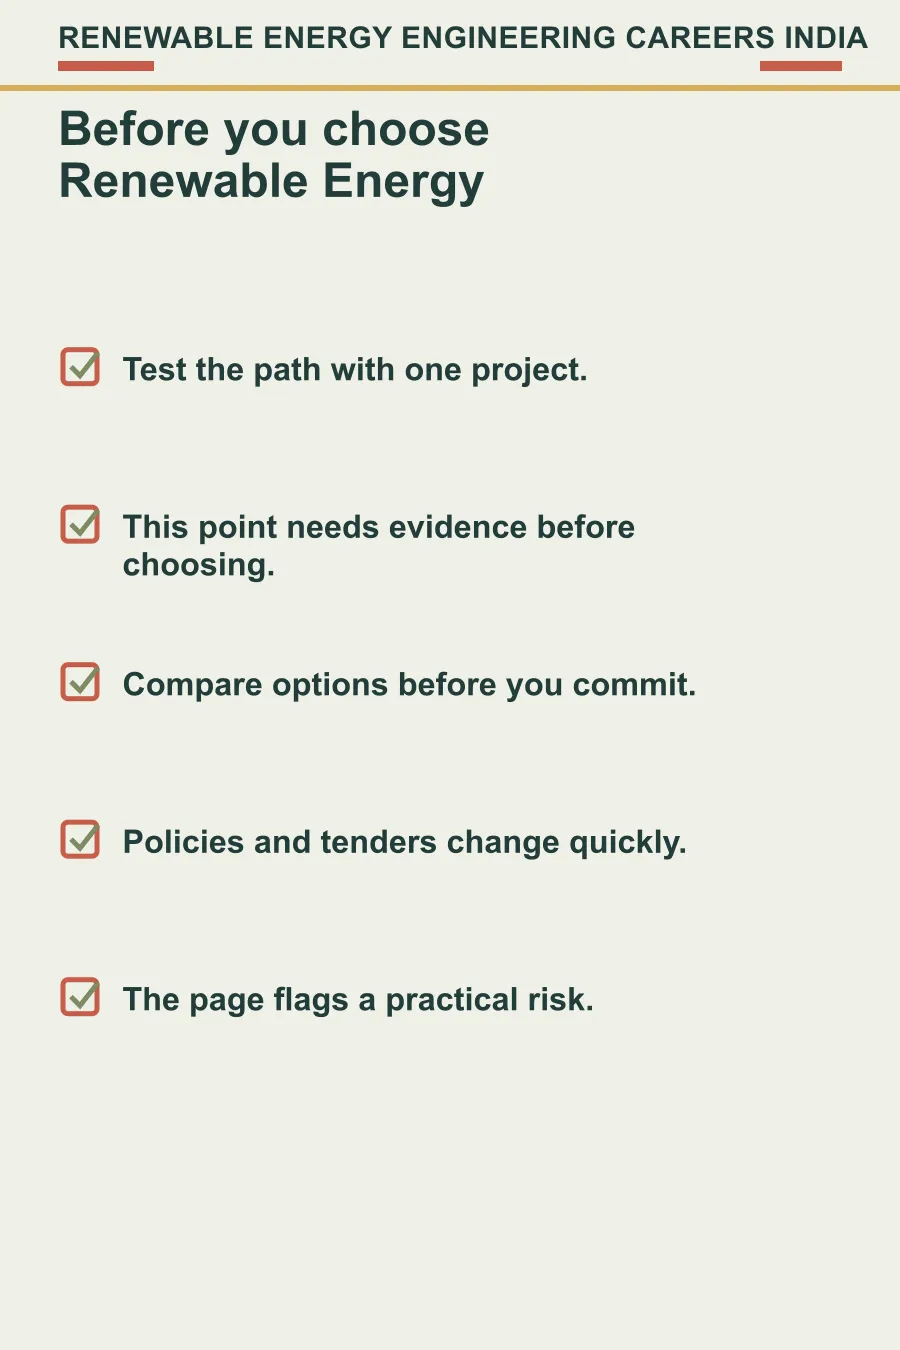 RENEWABLE ENERGY ENGINEERING CAREERS INDIA
Before you choose
Renewable Energy
Test the path with one project.
This point needs evidence before
choosing.
Compare options before you commit.
Policies and tenders change quickly.
The page flags a practical risk.